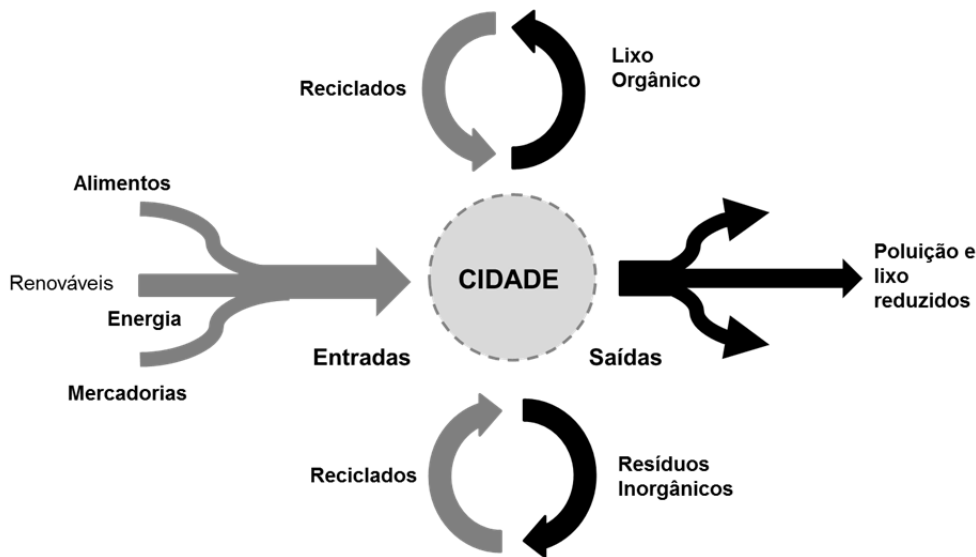 Reciclados
Lixo
Orgânico
Alimentos
Renováveis
Energia
Mercadorias
Entradas
CIDADE
Saídas
Poluição e
lixo
reduzidos
Reciclados
Resíduos
Inorgânicos